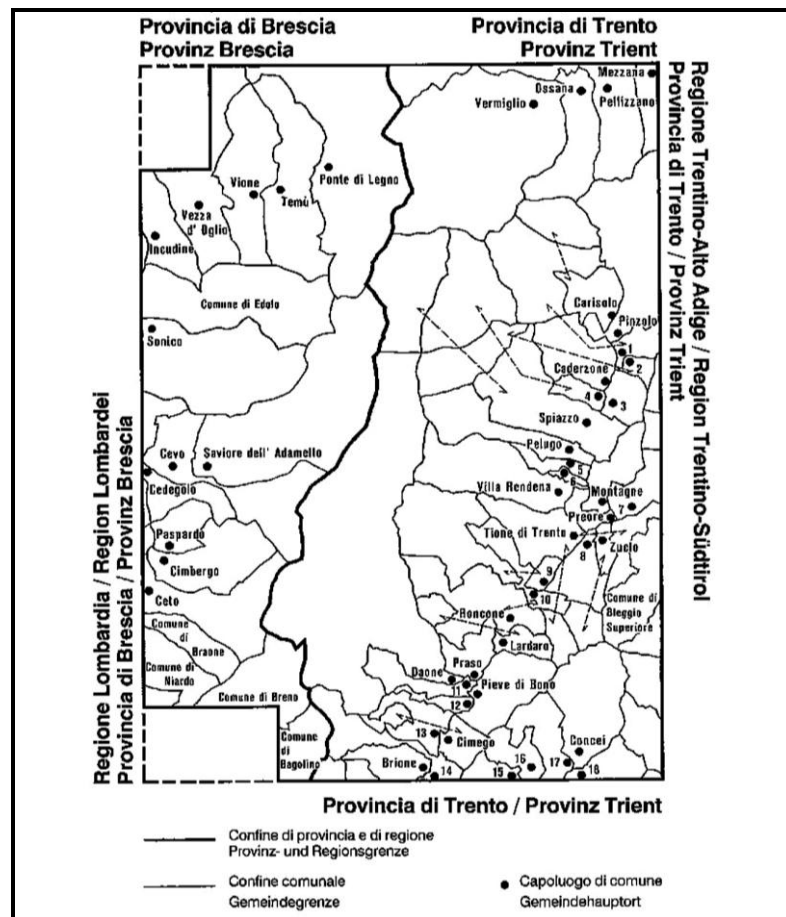 Provincia di Brescia
Provinz Brescia
Provincia di Trento
Provinz Trient
Mezzana
Ossana
Pellizzano
Vermiglio
Ponte di Legno
Vione
Temù
Vezza
d' Oglio
Incudine
Comune di Edolo
Carisolo
Pinzolo
Sonico
1
2
Caderzone
4
3
Spiazzo
Pelugo
5
6
Cevo
Saviore dell' Adamello
Cedegolo
Villa Rendena
Montagne
7
Preore
Tione di Trento
8
Zuclo
Paspardo
Cimbergo
9
10
Ceto
Comune di
Bleggio
Superiore
Roncone
Comune
di
Braone
Lardaro
Comune di
Niardo
Praso
Daone
11
Pieve di Bono
12
Comune di Breno
13
Cimego
Concei
Comune
di
Bagolino
Brione
14
15
16
17
18
Regione Lombardia / Region Lombardei
Provincia di Brescia / Provinz Brescia
Regione Trentino-Alto Adige / Region Trentino-Südtirol
Provincia di Trento / Provinz Trient
Provincia di Trento / Provinz Trient
Confine di provincia e di regione
Provinz- und Regionsgrenze
Confine comunale
Gemeindegrenze
Capoluogo di comune
Gemeindehauptort